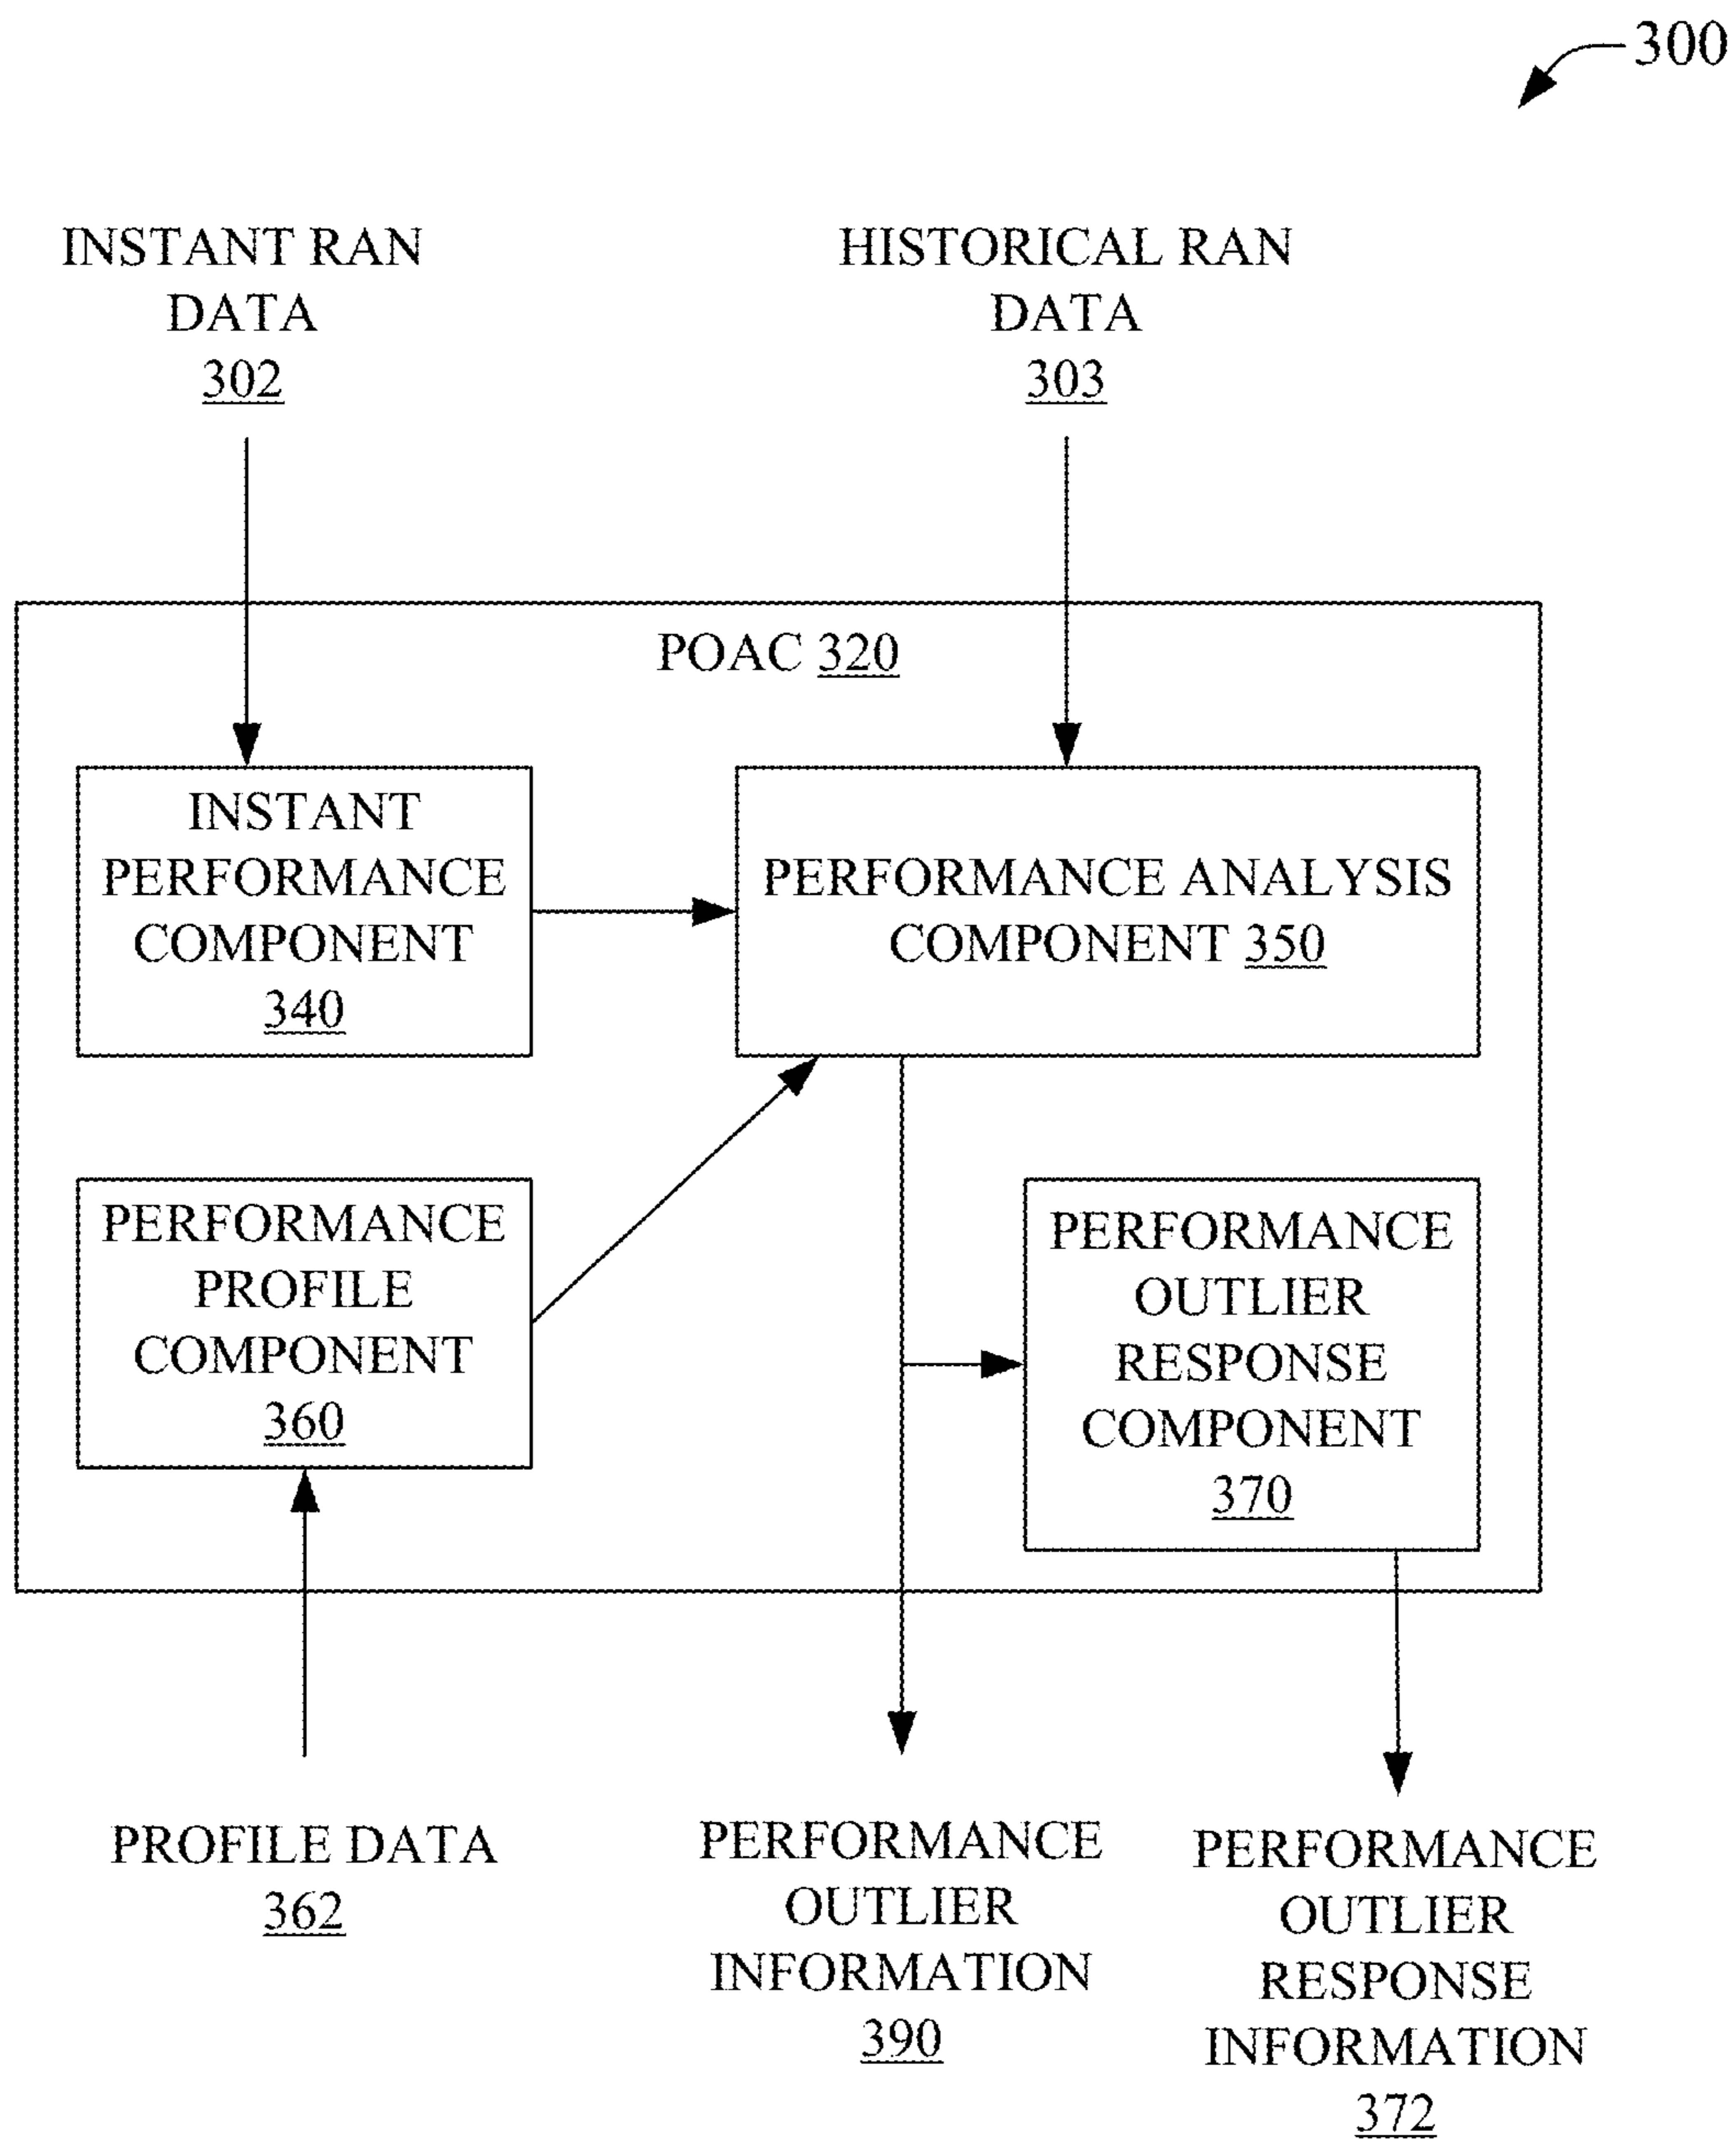 300
INSTANT RAN
DATA
302
HISTORICAL RAN
DATA
303
POAC 320
INSTANT
PERFORMANCE
COMPONENT
340
PERFORMANCE ANALYSIS
COMPONENT 350
PERFORMANCE
PROFILE
COMPONENT
360
PERFORMANCE
OUTLIER
RESPONSE
COMPONENT
370
PROFILE DATA
362
PERFORMANCE
OUTLIER
INFORMATION
390
PERFORMANCE
OUTLIER
RESPONSE
INFORMATION
372